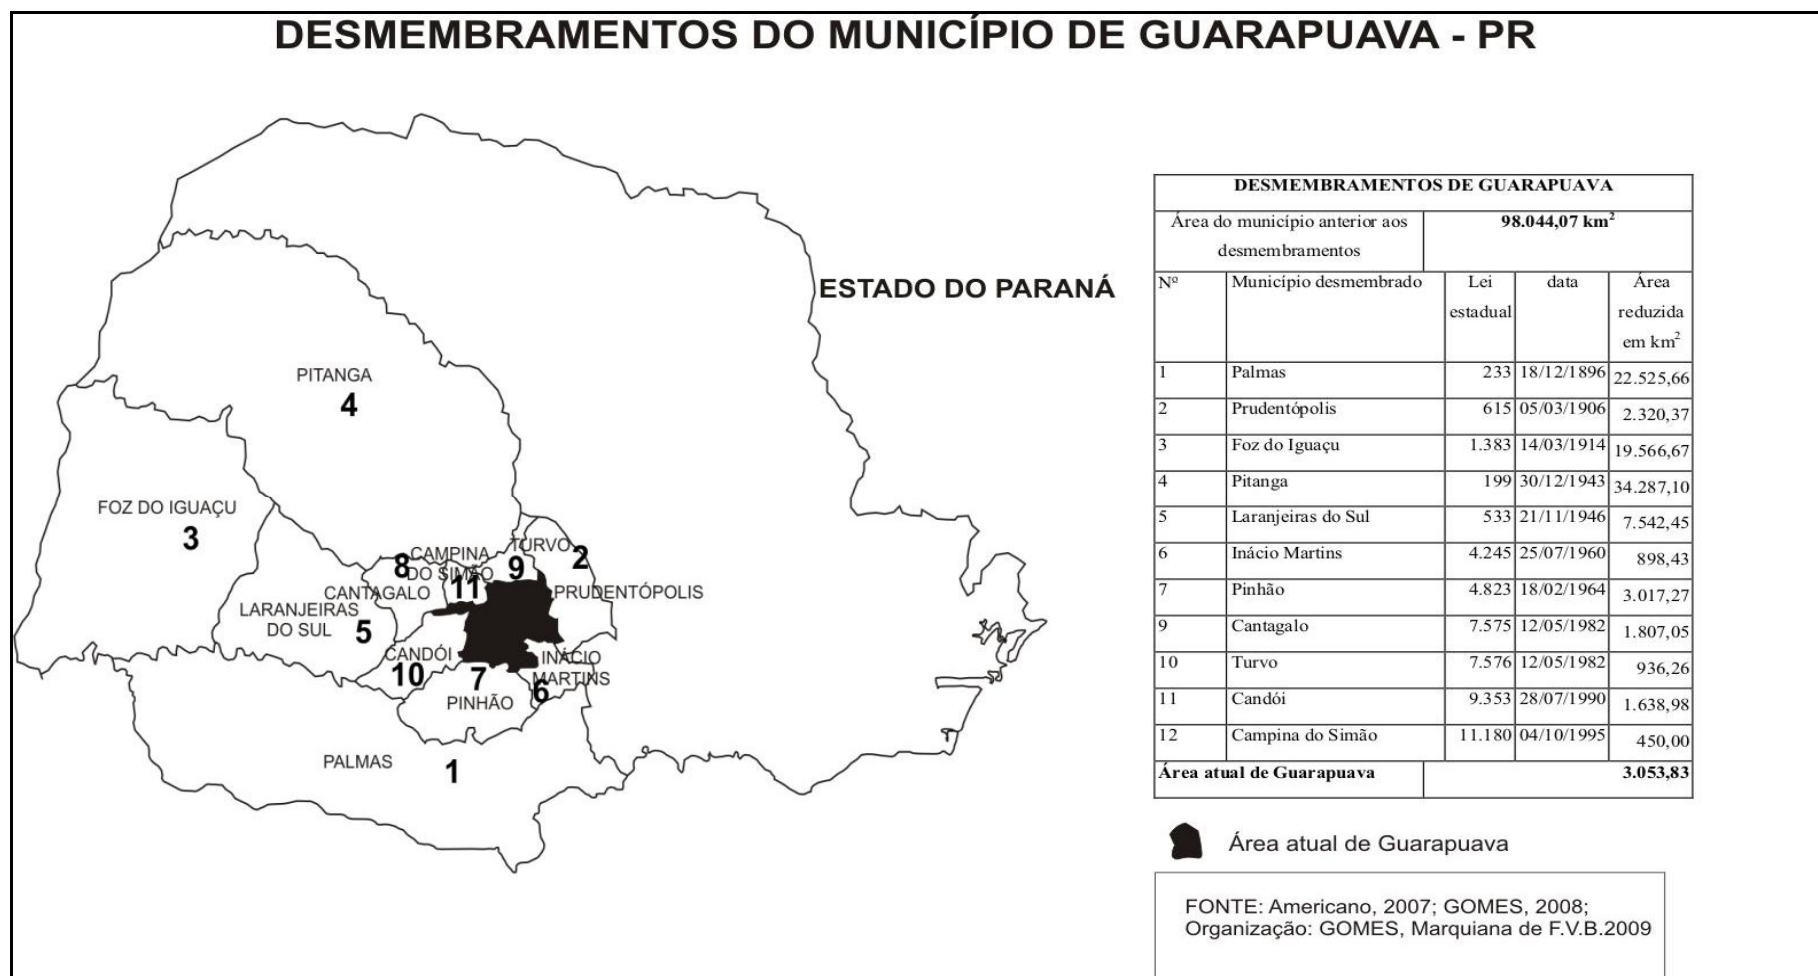 DESMEMBRAMENTOS DO MUNICÍPIO DE GUARAPUAVA - PR
ESTADO DO PARANÁ
PITANGA
4
FOZ DO IGUAÇU
3
8
CAMPINA
DO SIMÃO
11
TURVO
9
2
CANTAGALO
PRUDENTÓPOLIS
LARANJEIRAS
DO SUL
5
CANDÓI
10
7
PINHÃO
INÁCIO
MARTINS
6
PALMAS
1
DESMEMBRAMENTOS DE GUARAPUAVA
Área do município anterior aos
desmembramentos
98.044,07 km²
Nº Município desmembrado Lei estadual data Área reduzida em km²
1 Palmas 233 18/12/1896 22.525,66
2 Prudentópolis 615 05/03/1906 2.320,37
3 Foz do Iguaçu 1.383 14/03/1914 19.566,67
4 Pitanga 199 30/12/1943 34.287,10
5 Laranjeiras do Sul 533 21/11/1946 7.542,45
6 Inácio Martins 4.245 25/07/1960 898,43
7 Pinhão 4.823 18/02/1964 3.017,27
9 Cantagalo 7.575 12/05/1982 1.807,05
10 Turvo 7.576 12/05/1982 936,26
11 Candói 9.353 28/07/1990 1.638,98
12 Campina do Simão 11.180 04/10/1995 450,00
Área atual de Guarapuava 3.053,83
Área atual de Guarapuava
FONTE: Americano, 2007; GOMES, 2008;
Organização: GOMES, Marquiana de F.V.B.2009